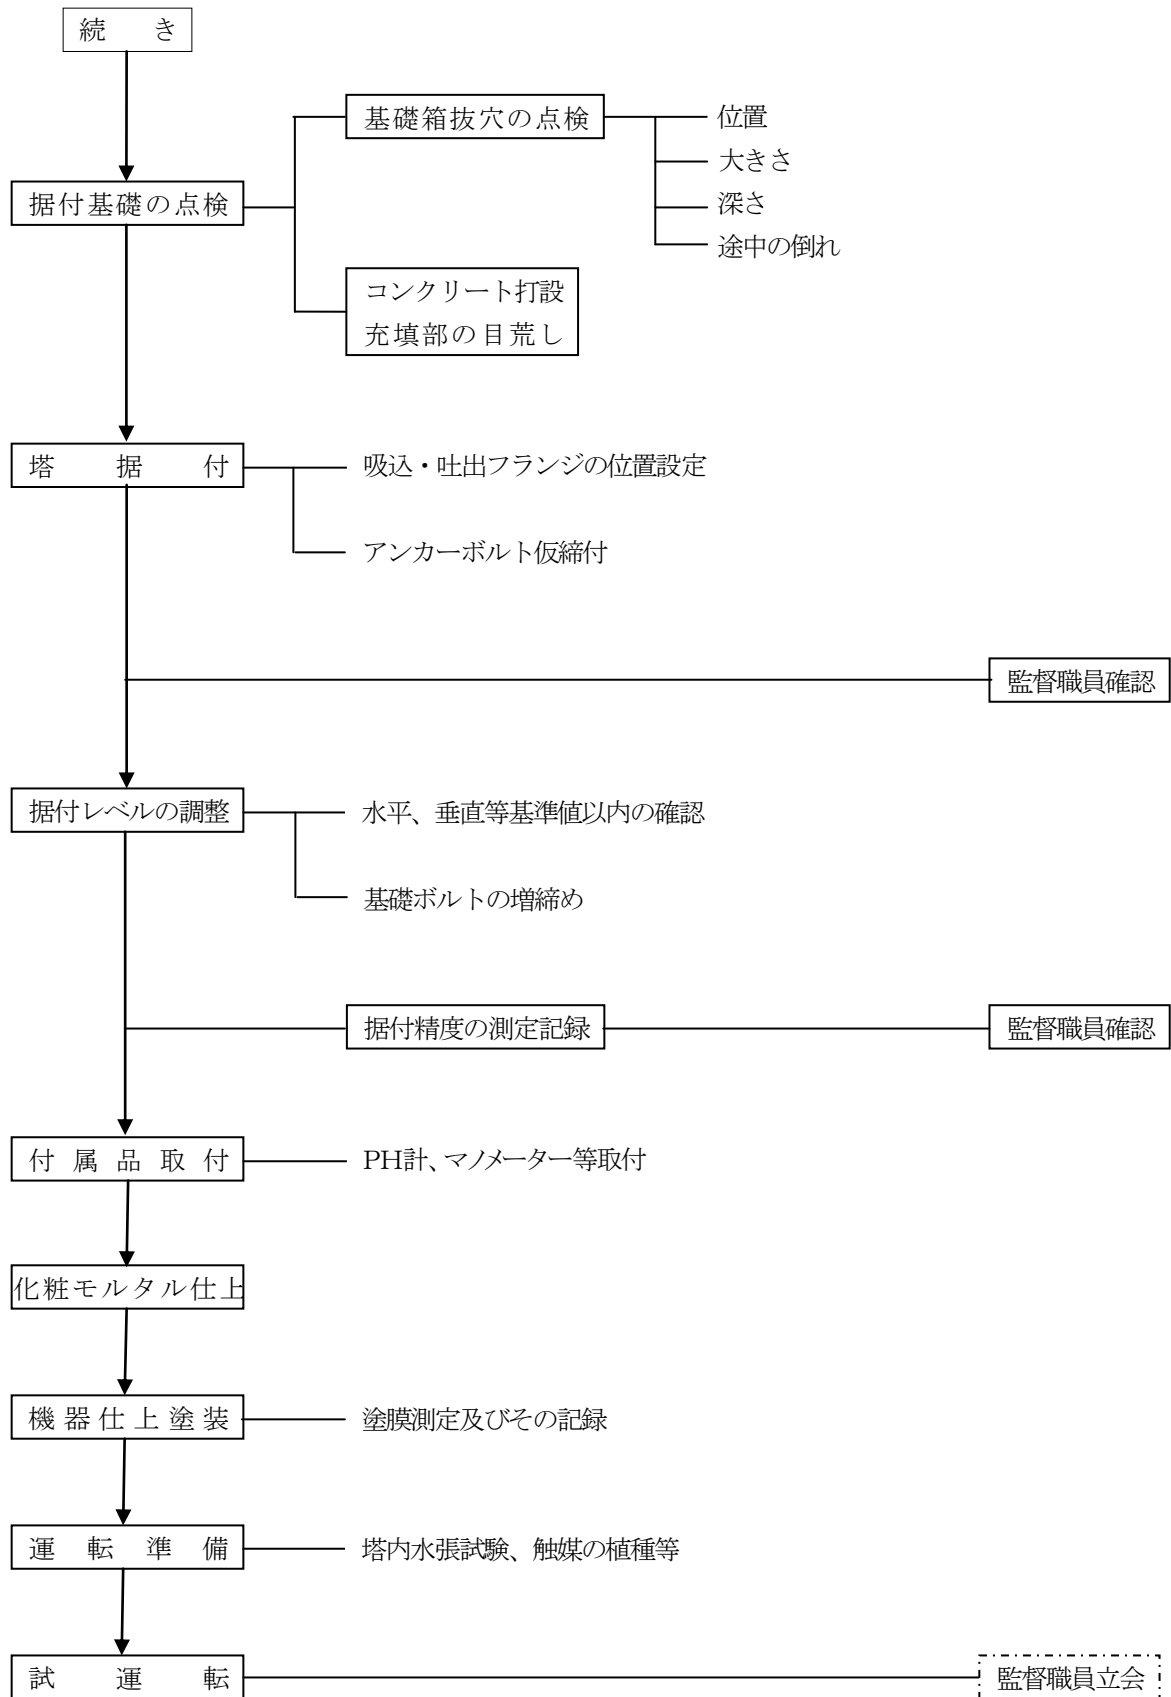 続き
基礎箱抜穴の点検
位置
大きさ
据付基礎の点検
深さ
途中の倒れ
コンクリート打設
充填部の目荒し
塔据付
吸込・吐出フランジの位置設定
アンカーボルト仮締付
監督職員確認
据付レベルの調整
水平、垂直等基準値以内の確認
基礎ボルトの増締め
据付精度の測定記録
監督職員確認
付属品取付
PH計、マノメーター等取付
化粧モルタル仕上
機器仕上塗装
塗膜測定及びその記録
運転準備
塔内水張試験、触媒の植種等
試運転
監督職員立会